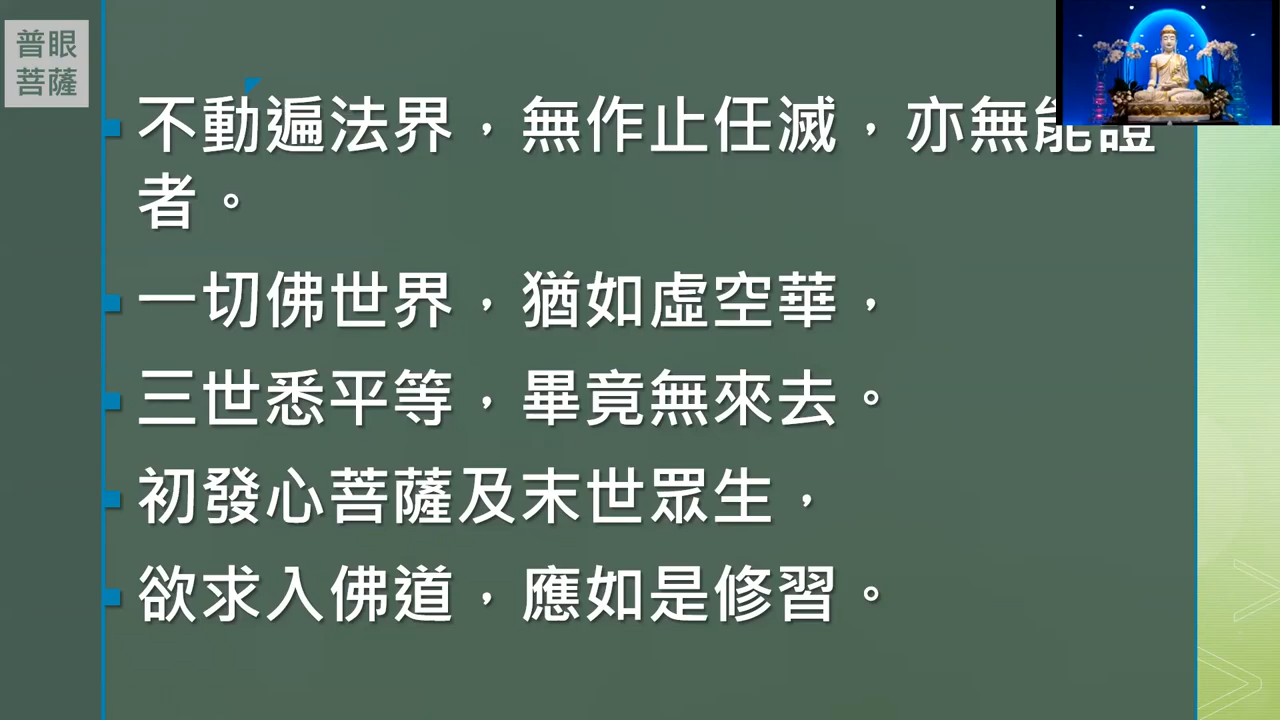 普眼
菩薩
不動遍法界，無作止任滅，亦無能證
者。
一切佛世界，猶如虛空華，
三世悉平等，畢竟無來去。
初發心菩薩及末世眾生，
欲求入佛道，應如是修習。